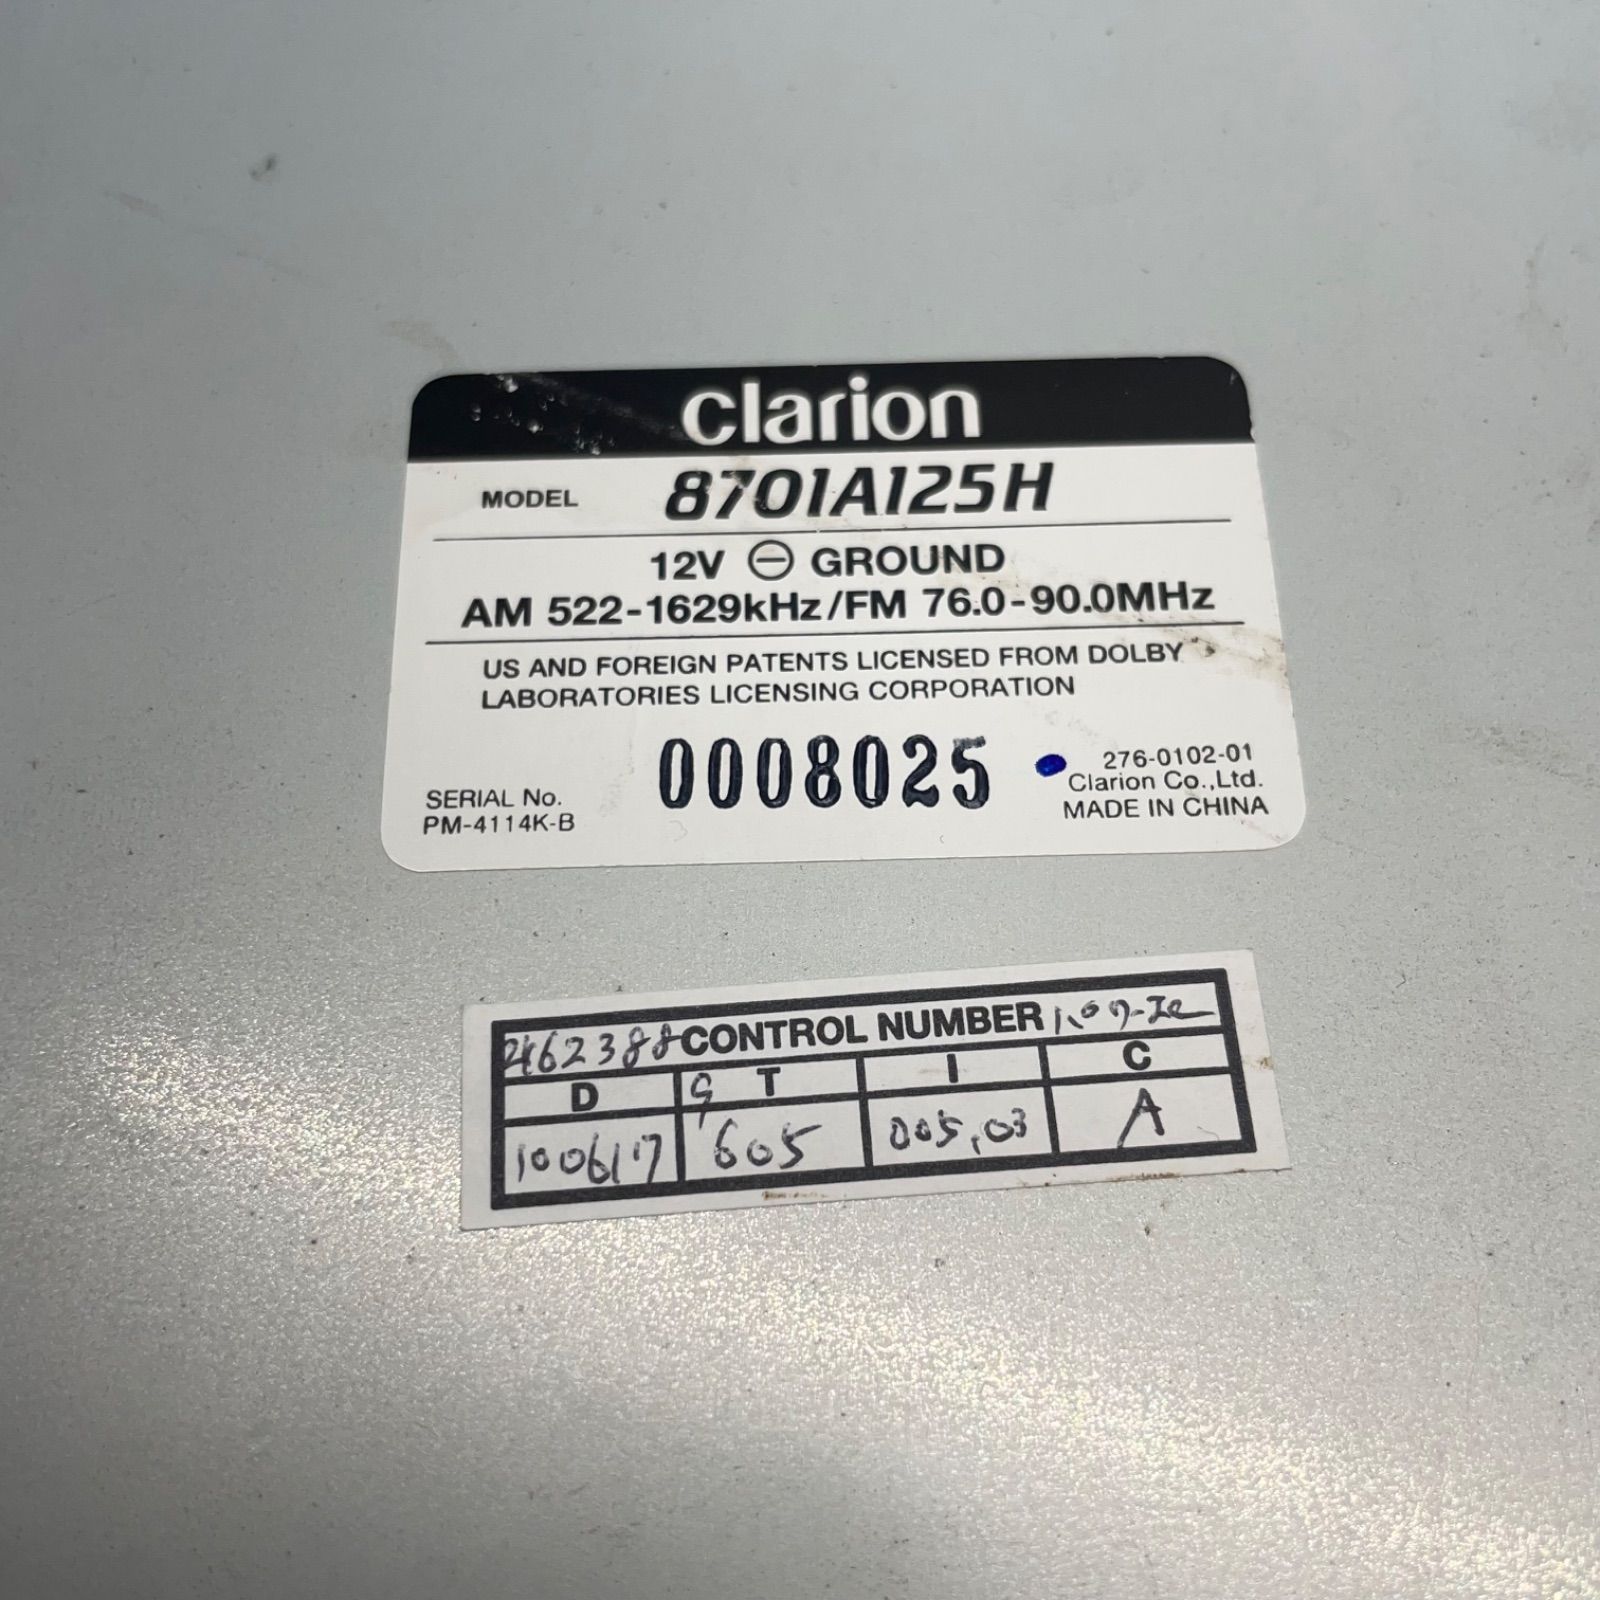 clarion
MODEL 8701A125H
12V ⊖ GROUND
AM 522-1629kHz/FM 76.0-90.0MHz
US AND FOREIGN PATENTS LICENSED FROM DOLBY
LABORATORIES LICENSING CORPORATION
0008025
276-0102-01
Clarion Co.,Ltd.
MADE IN CHINA
SERIAL No.
PM-4114K-B
2462388 CONTROL NUMBER
D T I C
100617 605 005,03 A